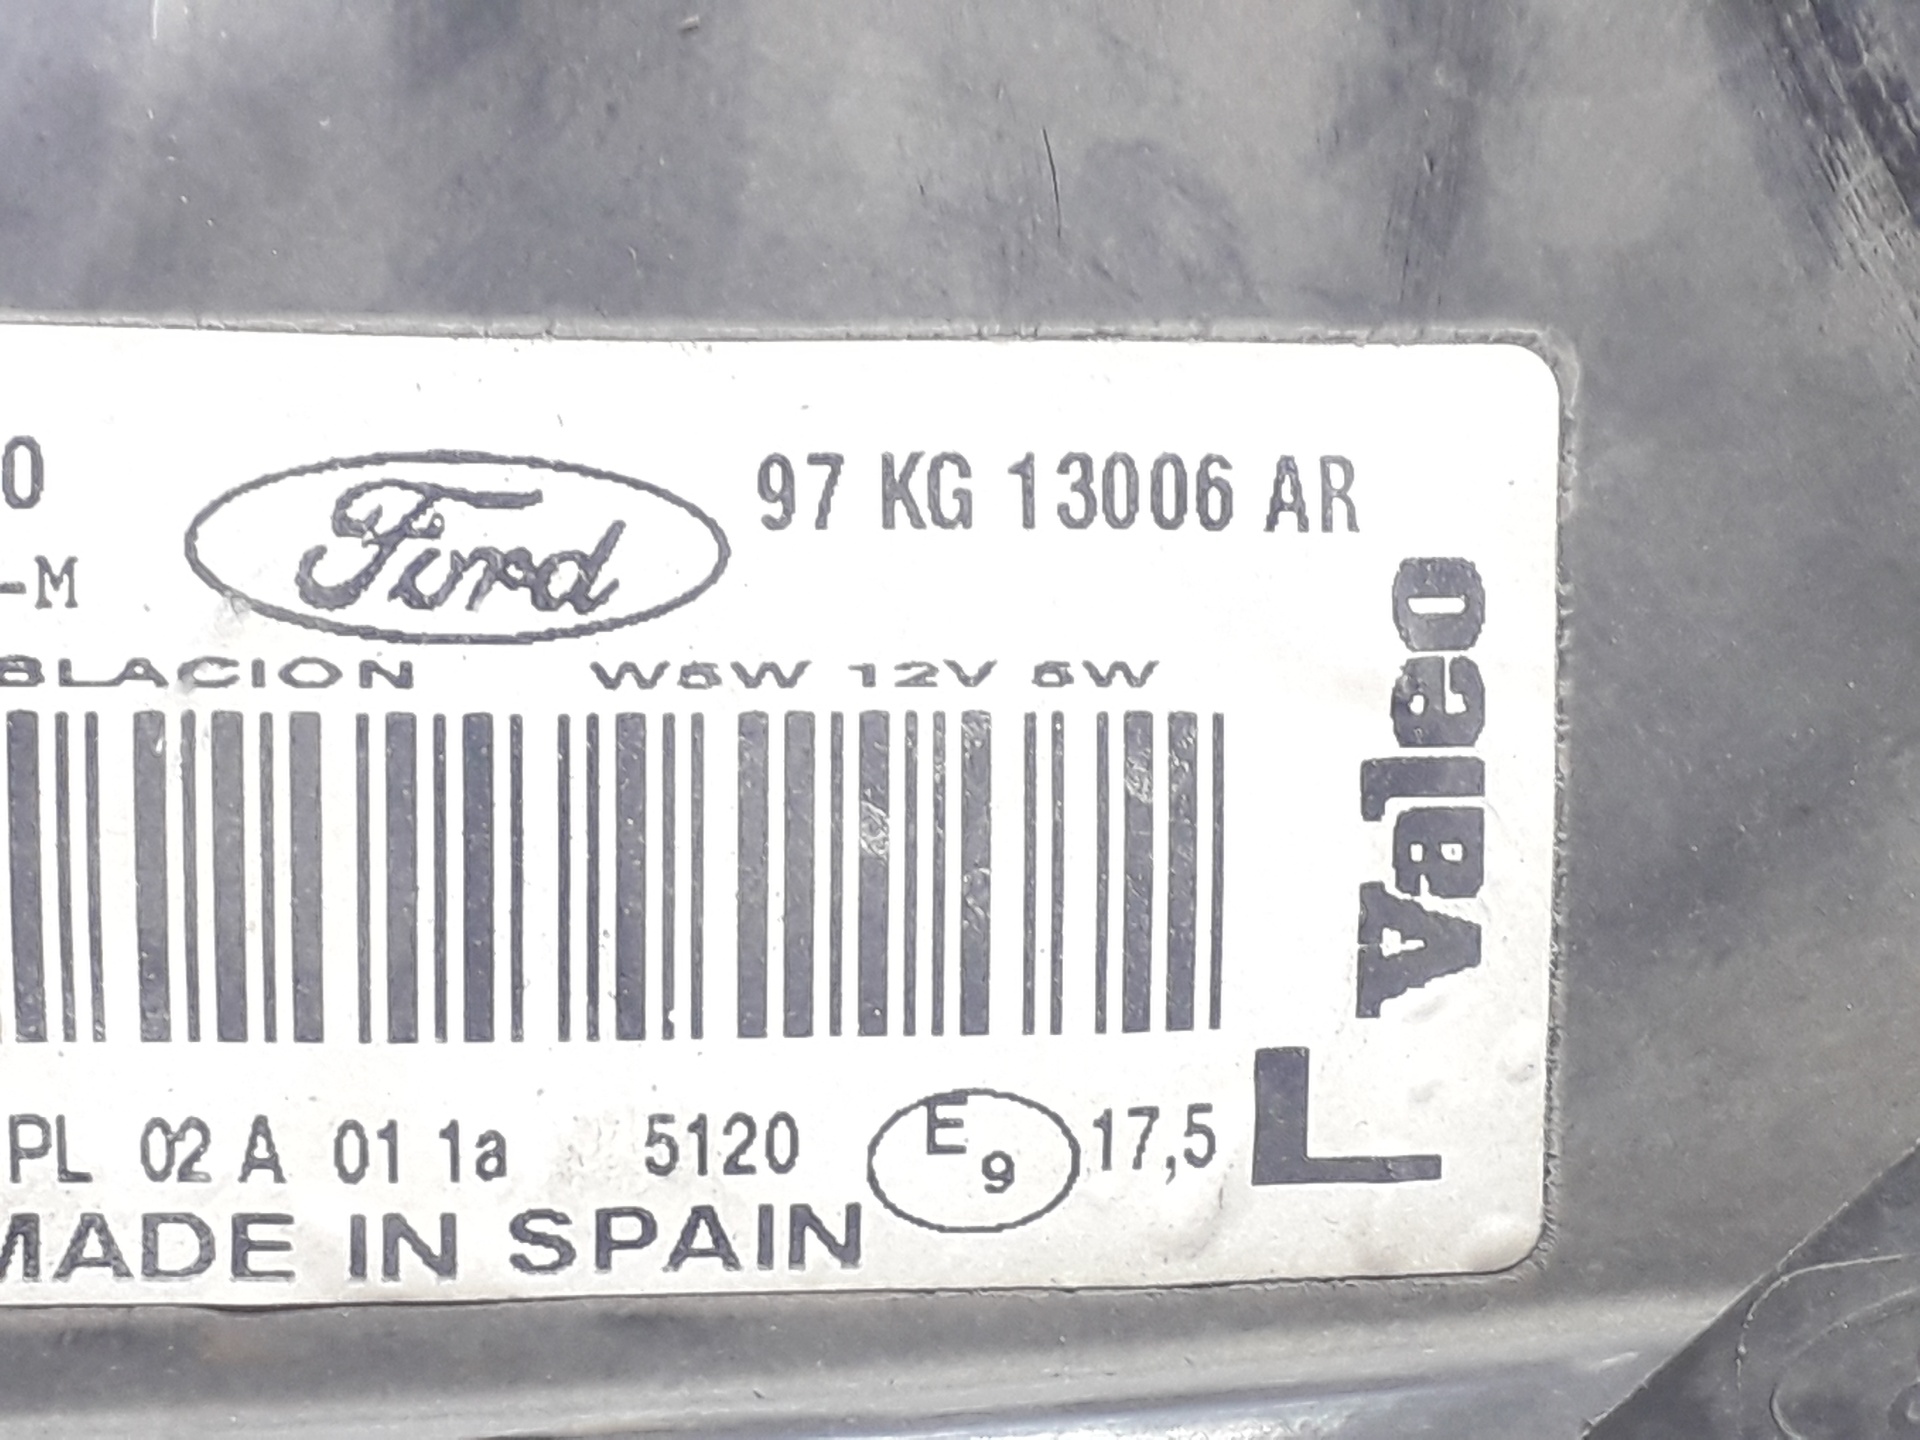 0
Ford
97 KG 13006 AR
-M
BLACION W5W 12V 5W
Valeo
PL 02 A 01 1a 5120 E9 17,5 L
MADE IN SPAIN